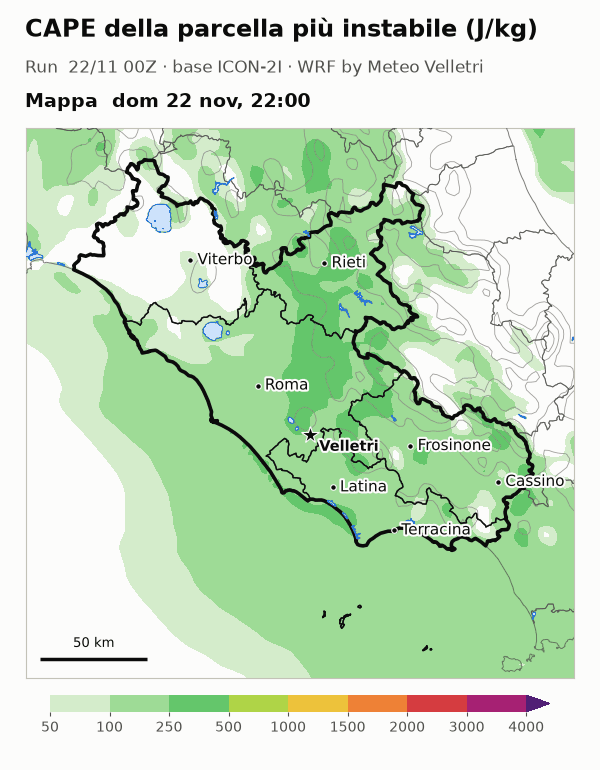 CAPE della parcella più instabile (J/kg)
Run  22/11 00Z · base ICON-2I · WRF by Meteo Velletri
Mappa  dom 22 nov, 22:00
Viterbo
Rieti
Roma
Velletri
Frosinone
Cassino
Latina
Terracina
50 km
50 100 250 500 1000 1500 2000 3000 4000